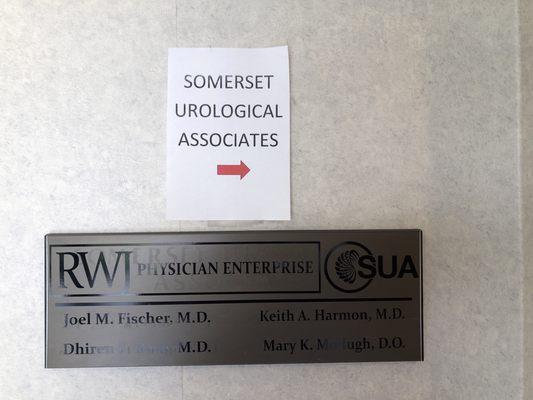 SOMERSET
UROLOGICAL
ASSOCIATES
RWJ PHYSICIAN ENTERPRISE SUA
Joel M. Fischer, M.D. Keith A. Harmon, M.D.
Dhiren M.D. Mary K. D.O.